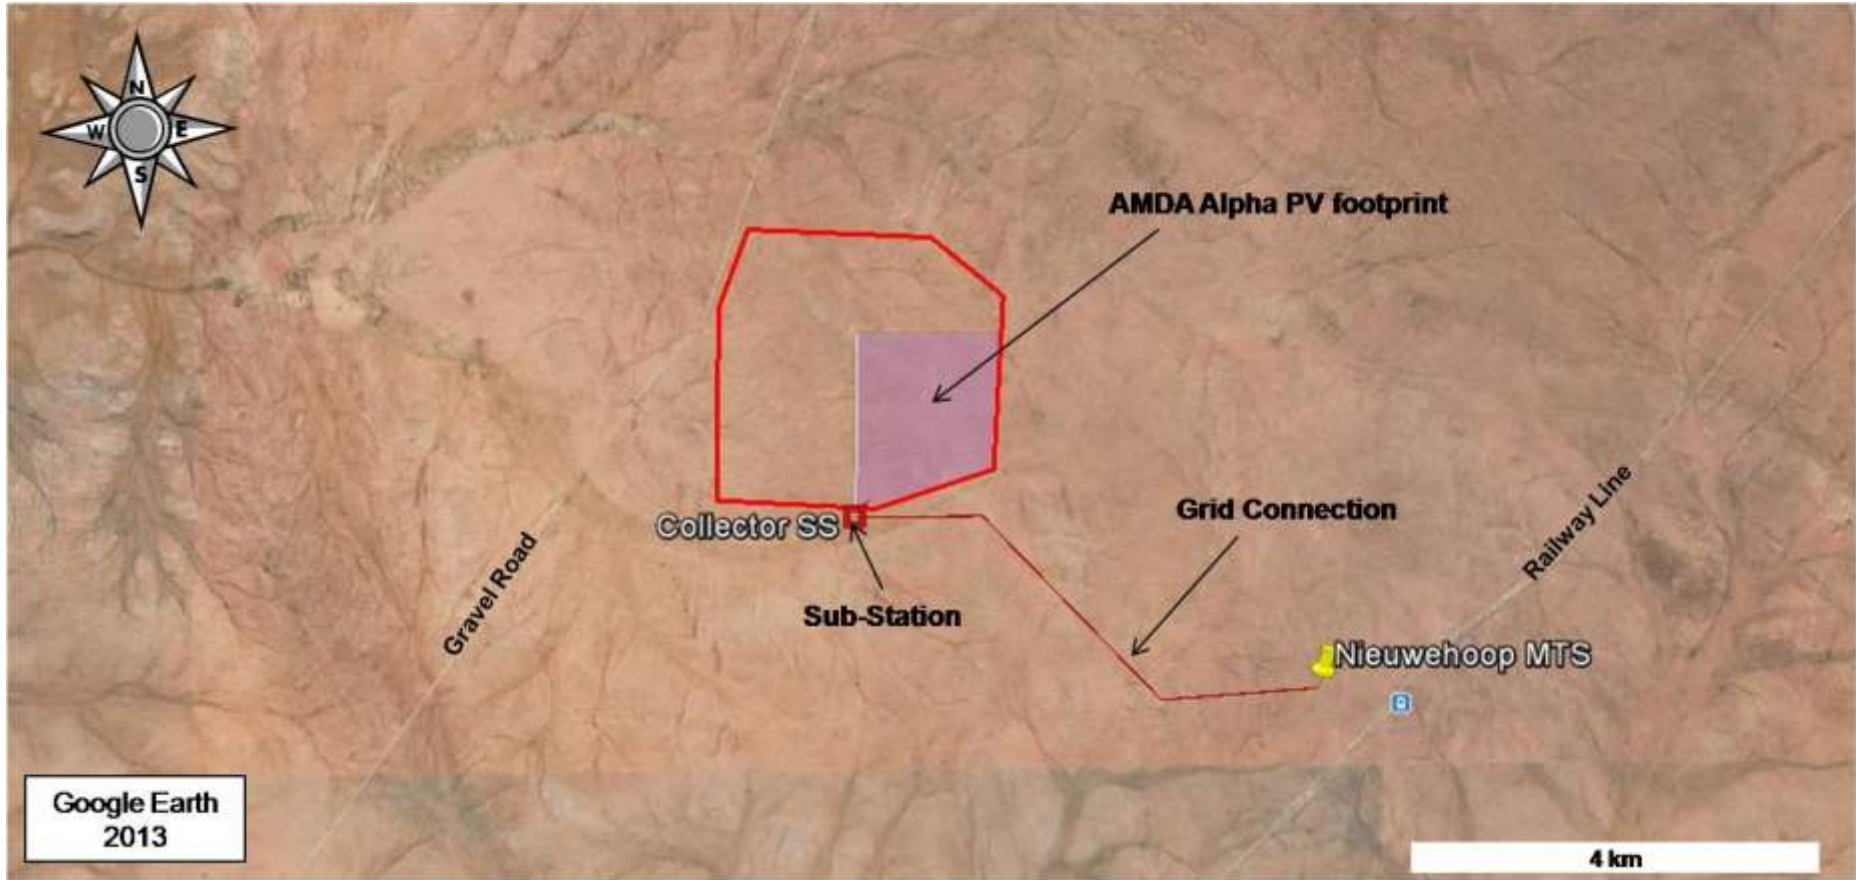 N
W
E
S
AMDA Alpha PV footprint
Grid Connection
Collector SS
Railway Line
Gravel Road
Sub-Station
Nieuwehoop MTS
Google Earth
2013
4 km